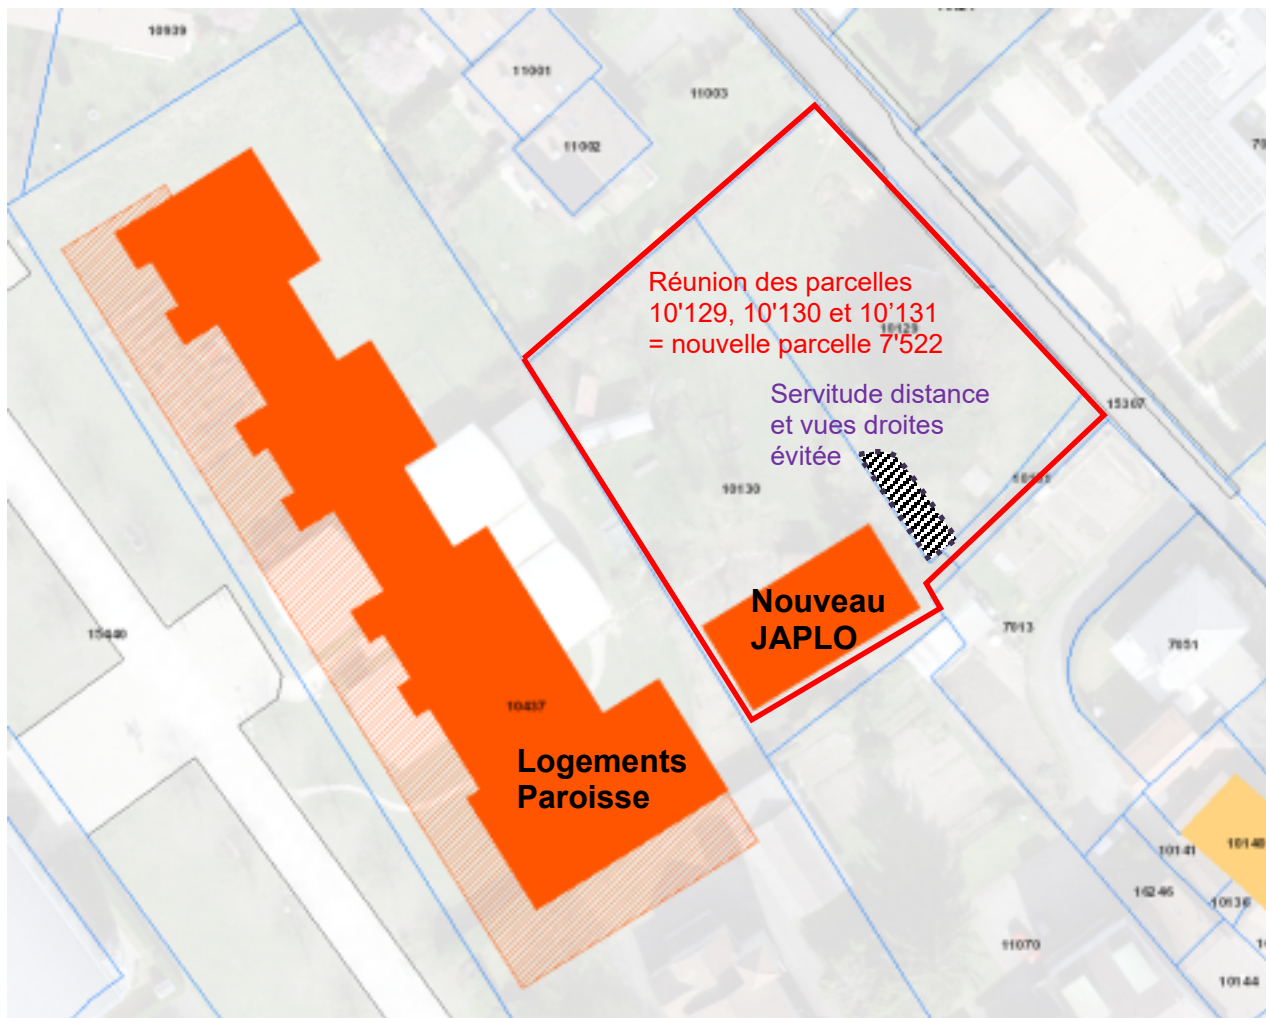 10939
11001
11003
11002
Réunion des parcelles
10'129, 10'130 et 10’131
= nouvelle parcelle 7'522
10129
Servitude distance
et vues droites
évitée
15307
10130
Nouveau
JAPLO
7013
7051
15440
10437
Logements
Paroisse
10141
10140
16246
10136
11070
10144